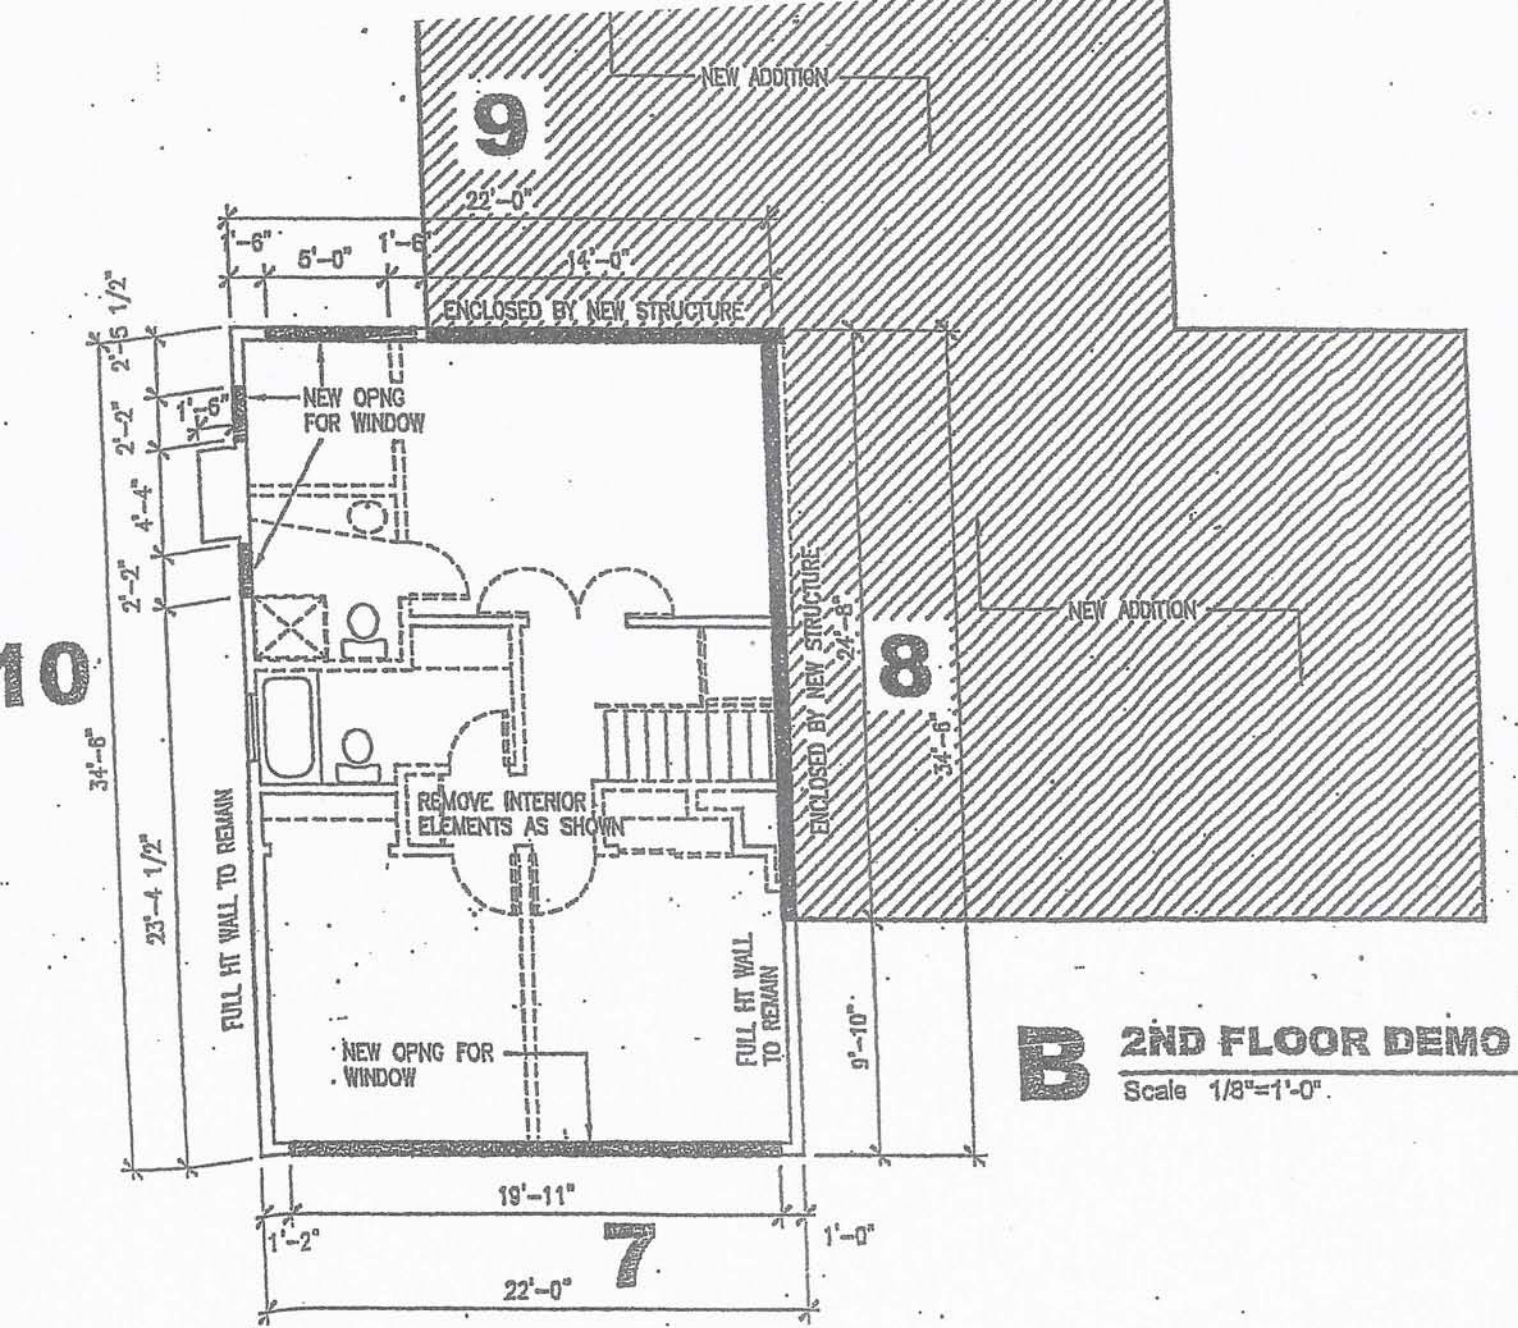 NEW ADDITION
9
22'-0"
'-6"
5'-0"
1'-6"
14'-0"
ENCLOSED BY NEW STRUCTURE
2'-5 1/2"
2'-2"
1'-6"
4'-4"
2'-2"
NEW OPNG
FOR WINDOW
10
34'-6"
23'-4 1/2"
FULL HT WALL TO REMAIN
REMOVE INTERIOR
ELEMENTS AS SHOWN
ENCLOSED BY NEW STRUCTURE
24'-8"
8
34'-6"
NEW ADDITION
9'-10"
FULL HT WALL
TO REMAIN
NEW OPNG FOR
WINDOW
19'-11"
1'-2"
1'-0"
7
22'-0"
B
2ND FLOOR DEMO
Scale 1/8"=1'-0"